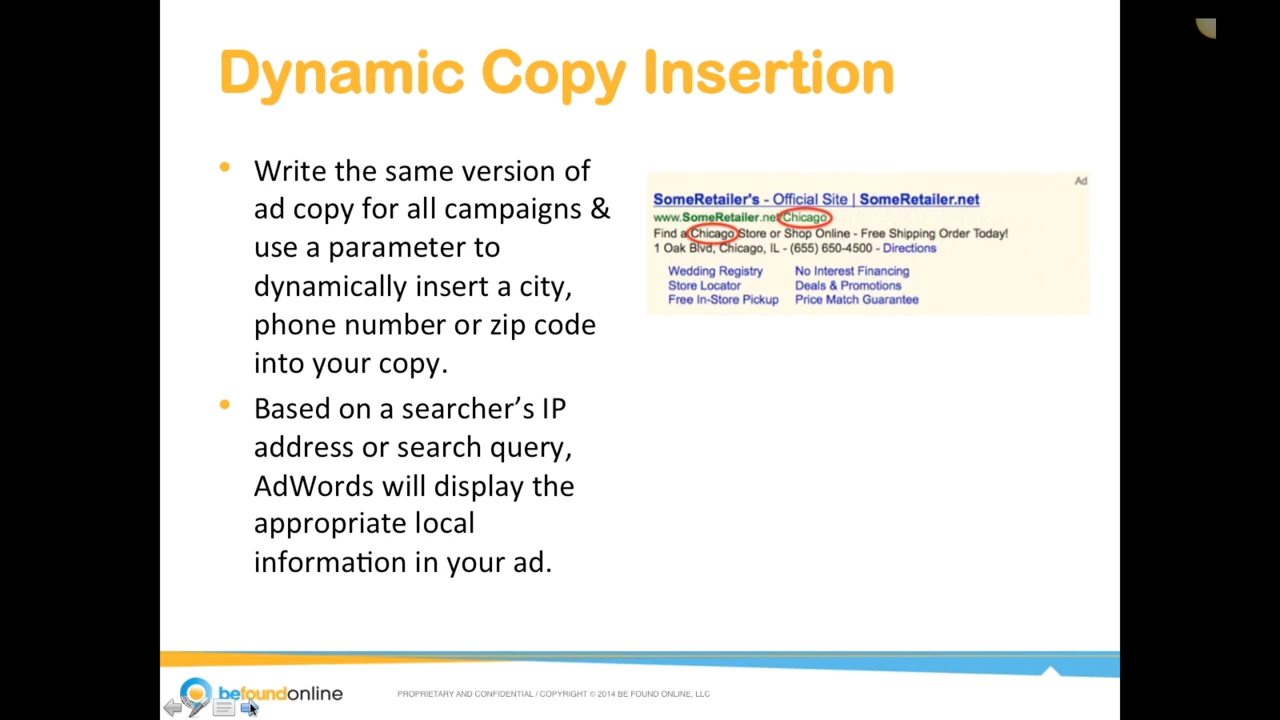 Dynamic Copy Insertion
• Write the same version of
ad copy for all campaigns &
use a parameter to
dynamically insert a city,
phone number or zip code
into your copy.
• Based on a searcher’s IP
address or search query,
AdWords will display the
appropriate local
information in your ad.
Ad
SomeRetailer's - Official Site | SomeRetailer.net
www.SomeRetailer.net/Chicago
Find a Chicago Store or Shop Online - Free Shipping Order Today!
1 Oak Blvd, Chicago, IL - (655) 650-4500 - Directions
Wedding Registry No Interest Financing
Store Locator Deals & Promotions
Free In-Store Pickup Price Match Guarantee
befoundonline
PROPRIETARY AND CONFIDENTIAL / COPYRIGHT © 2014 BE FOUND ONLINE, LLC